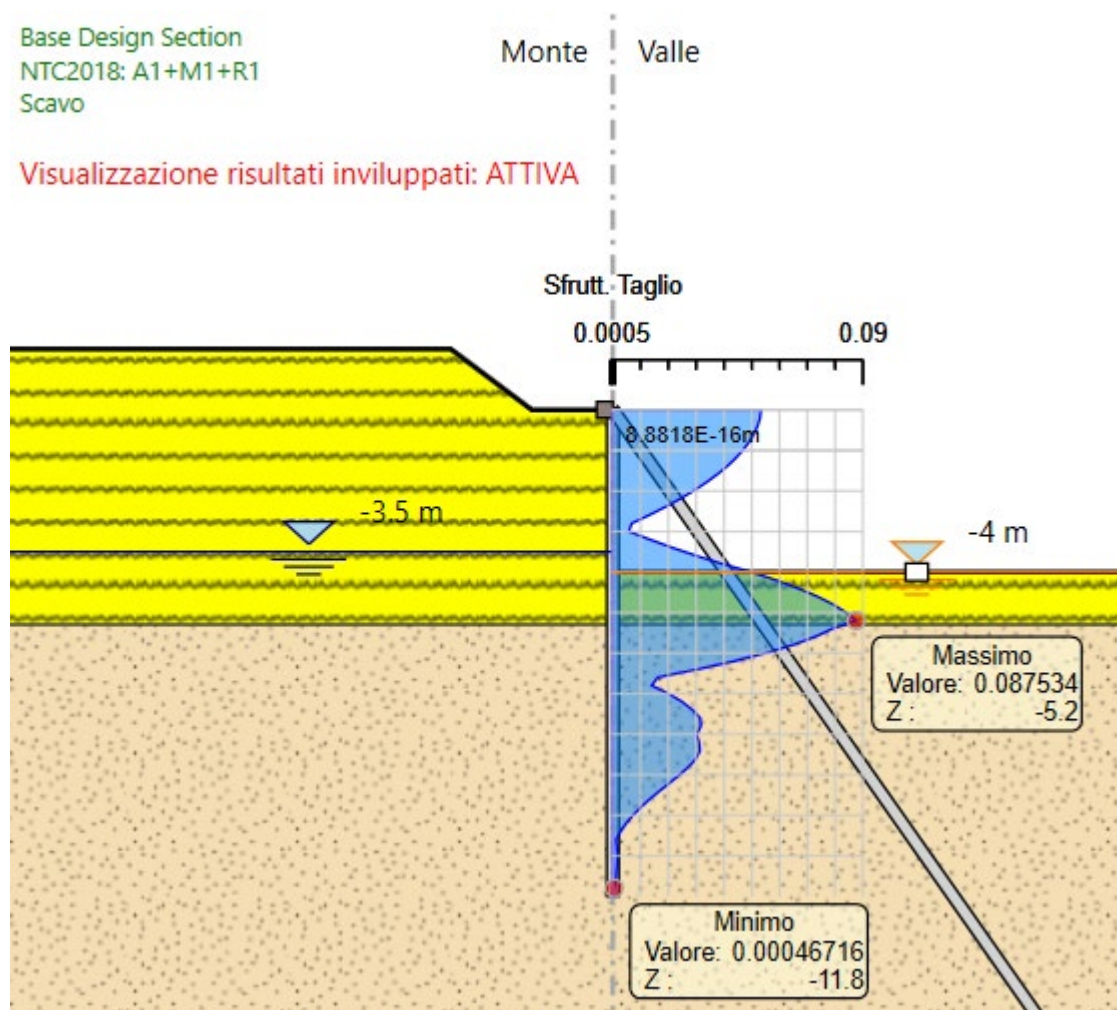 Base Design Section
NTC2018: A1+M1+R1
Scavo
Monte
Valle
Visualizzazione risultati inviluppati: ATTIVA
Sfrutt. Taglio
0.0005
0.09
8.8818E-16m
-3.5 m
-4 m
Massimo
Valore: 0.087534
Z : -5.2
Minimo
Valore: 0.00046716
Z : -11.8